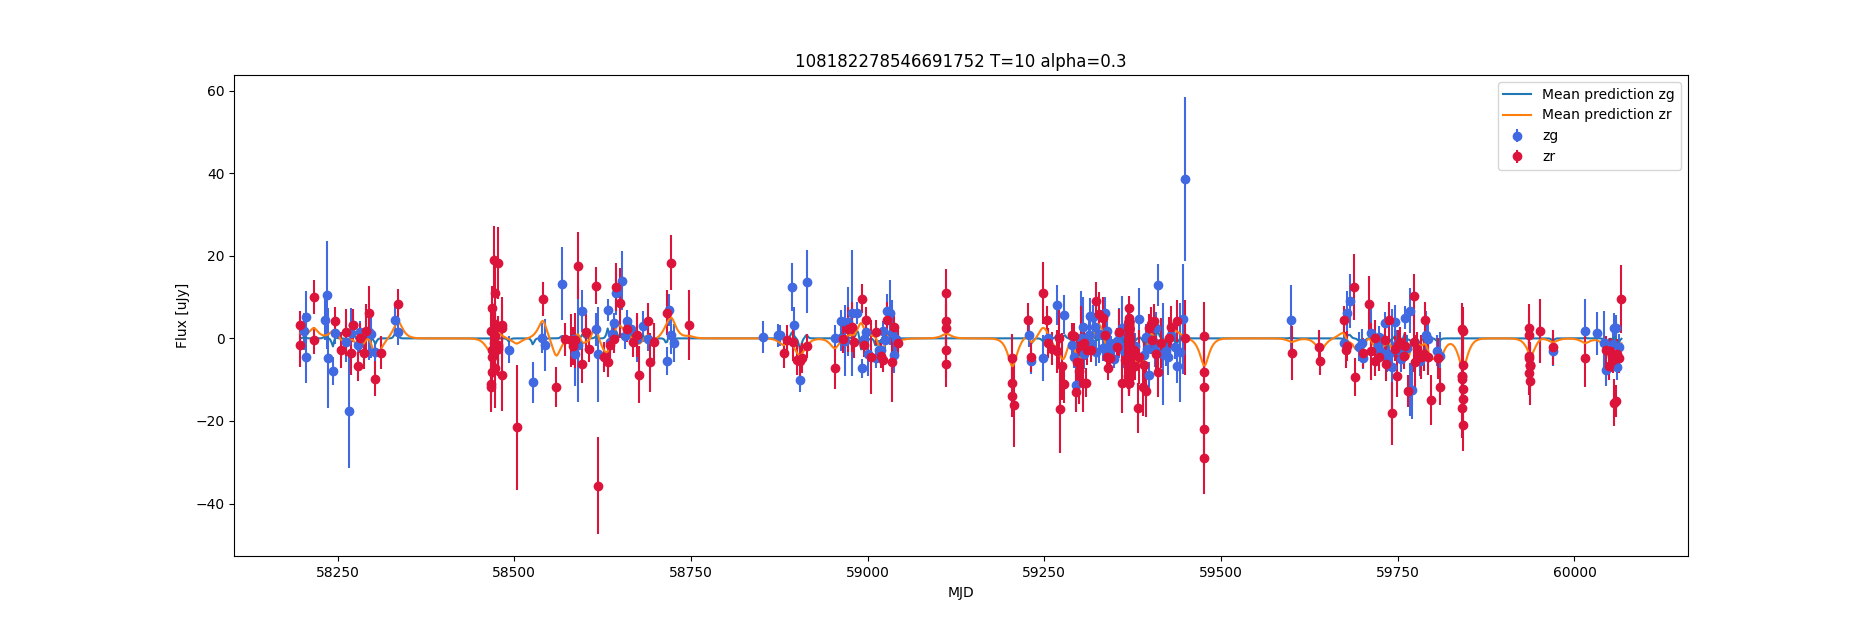 108182278546691752 T=10 alpha=0.3
Mean prediction zg
Mean prediction zr
zg
zr
Flux [uJy]
60
40
20
0
−20
−40
58250 58500 58750 59000 59250 59500 59750 60000
MJD